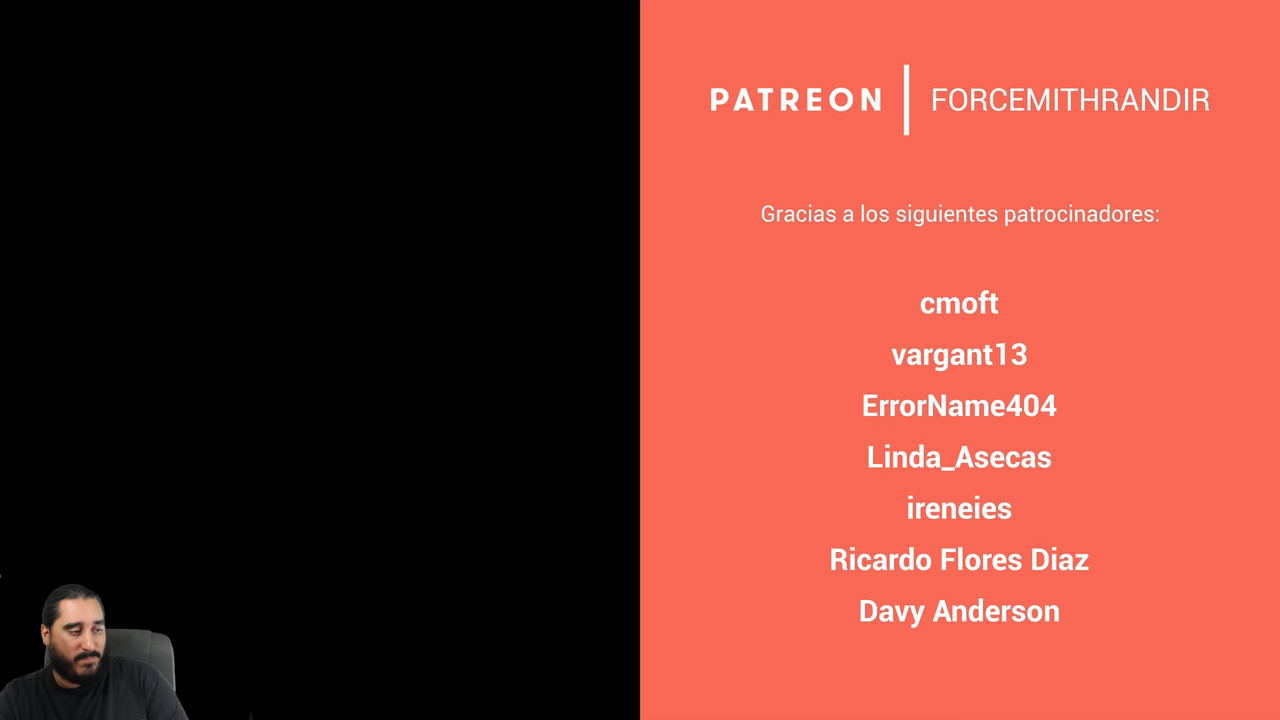 PATREON | FORCEMITHRANDIR
Gracias a los siguientes patrocinadores:
cmoft
vargant13
ErrorName404
Linda_Asecas
ireneies
Ricardo Flores Diaz
Davy Anderson